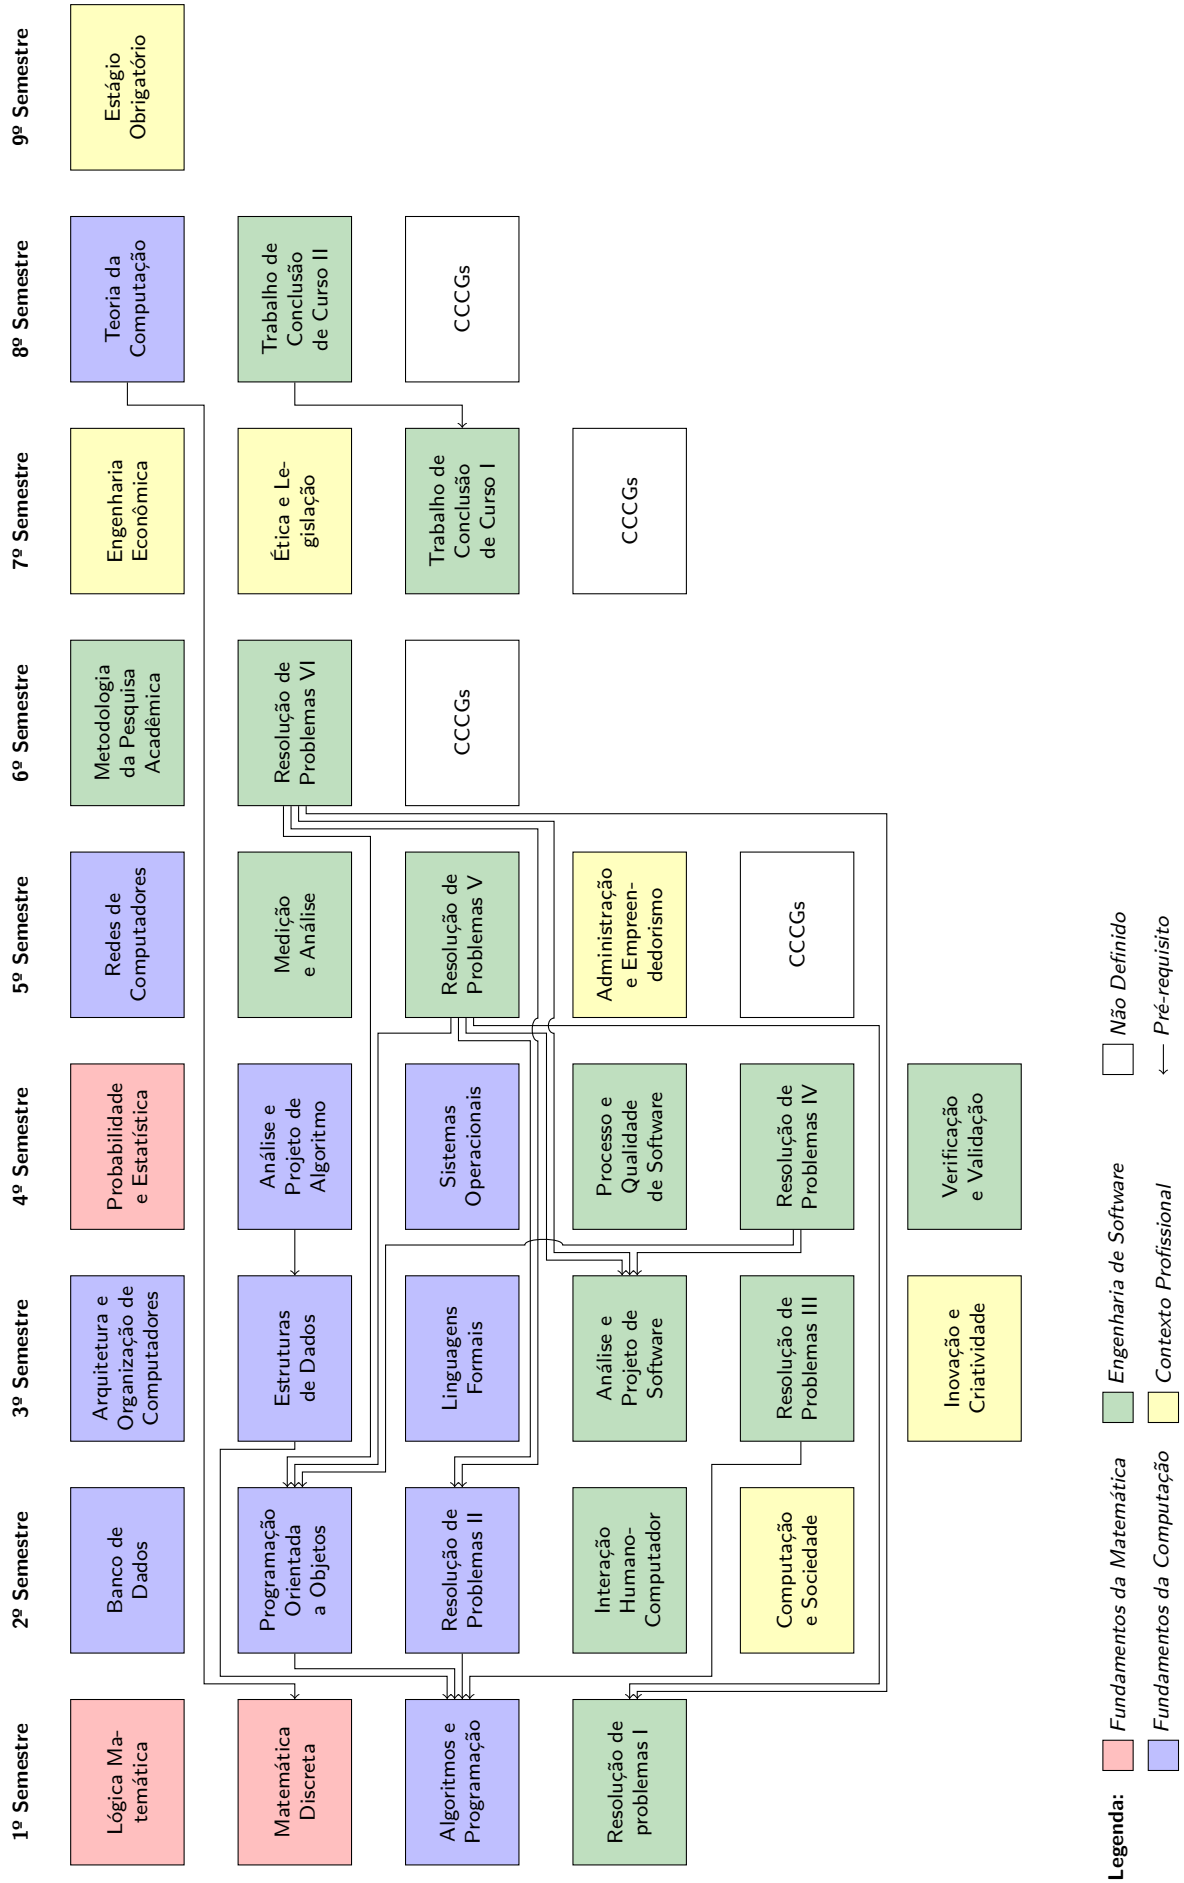 1º Semestre
Lógica Ma-
temática
Matemática
Discreta
Algoritmos e
Programação
Resolução de
problemas I
2º Semestre
Banco de
Dados
Programação
Orientada
a Objetos
Resolução de
Problemas II
Interação
Humano-
Computador
Computação
e Sociedade
3º Semestre
Arquitetura e
Organização de
Computadores
Estruturas
de Dados
Linguagens
Formais
Análise e
Projeto de
Software
Resolução de
Problemas III
Inovação e
Criatividade
4º Semestre
Probabilidade
e Estatística
Análise e
Projeto de
Algoritmo
Sistemas
Operacionais
Processo e
Qualidade
de Software
Resolução de
Problemas IV
Verificação
e Validação
5º Semestre
Redes de
Computadores
Medição
e Análise
Resolução de
Problemas V
Administração
e Empreen-
dedorismo
CCCGs
6º Semestre
Metodologia
da Pesquisa
Acadêmica
Resolução de
Problemas VI
CCCGs
7º Semestre
Engenharia
Econômica
Ética e Le-
gislação
Trabalho de
Conclusão
de Curso I
CCCGs
8º Semestre
Teoria da
Computação
Trabalho de
Conclusão
de Curso II
CCCGs
9º Semestre
Estágio
Obrigatório
Legenda:
Fundamentos da Matemática
Engenharia de Software
Não Definido
Fundamentos da Computação
Contexto Profissional
Pré-requisito